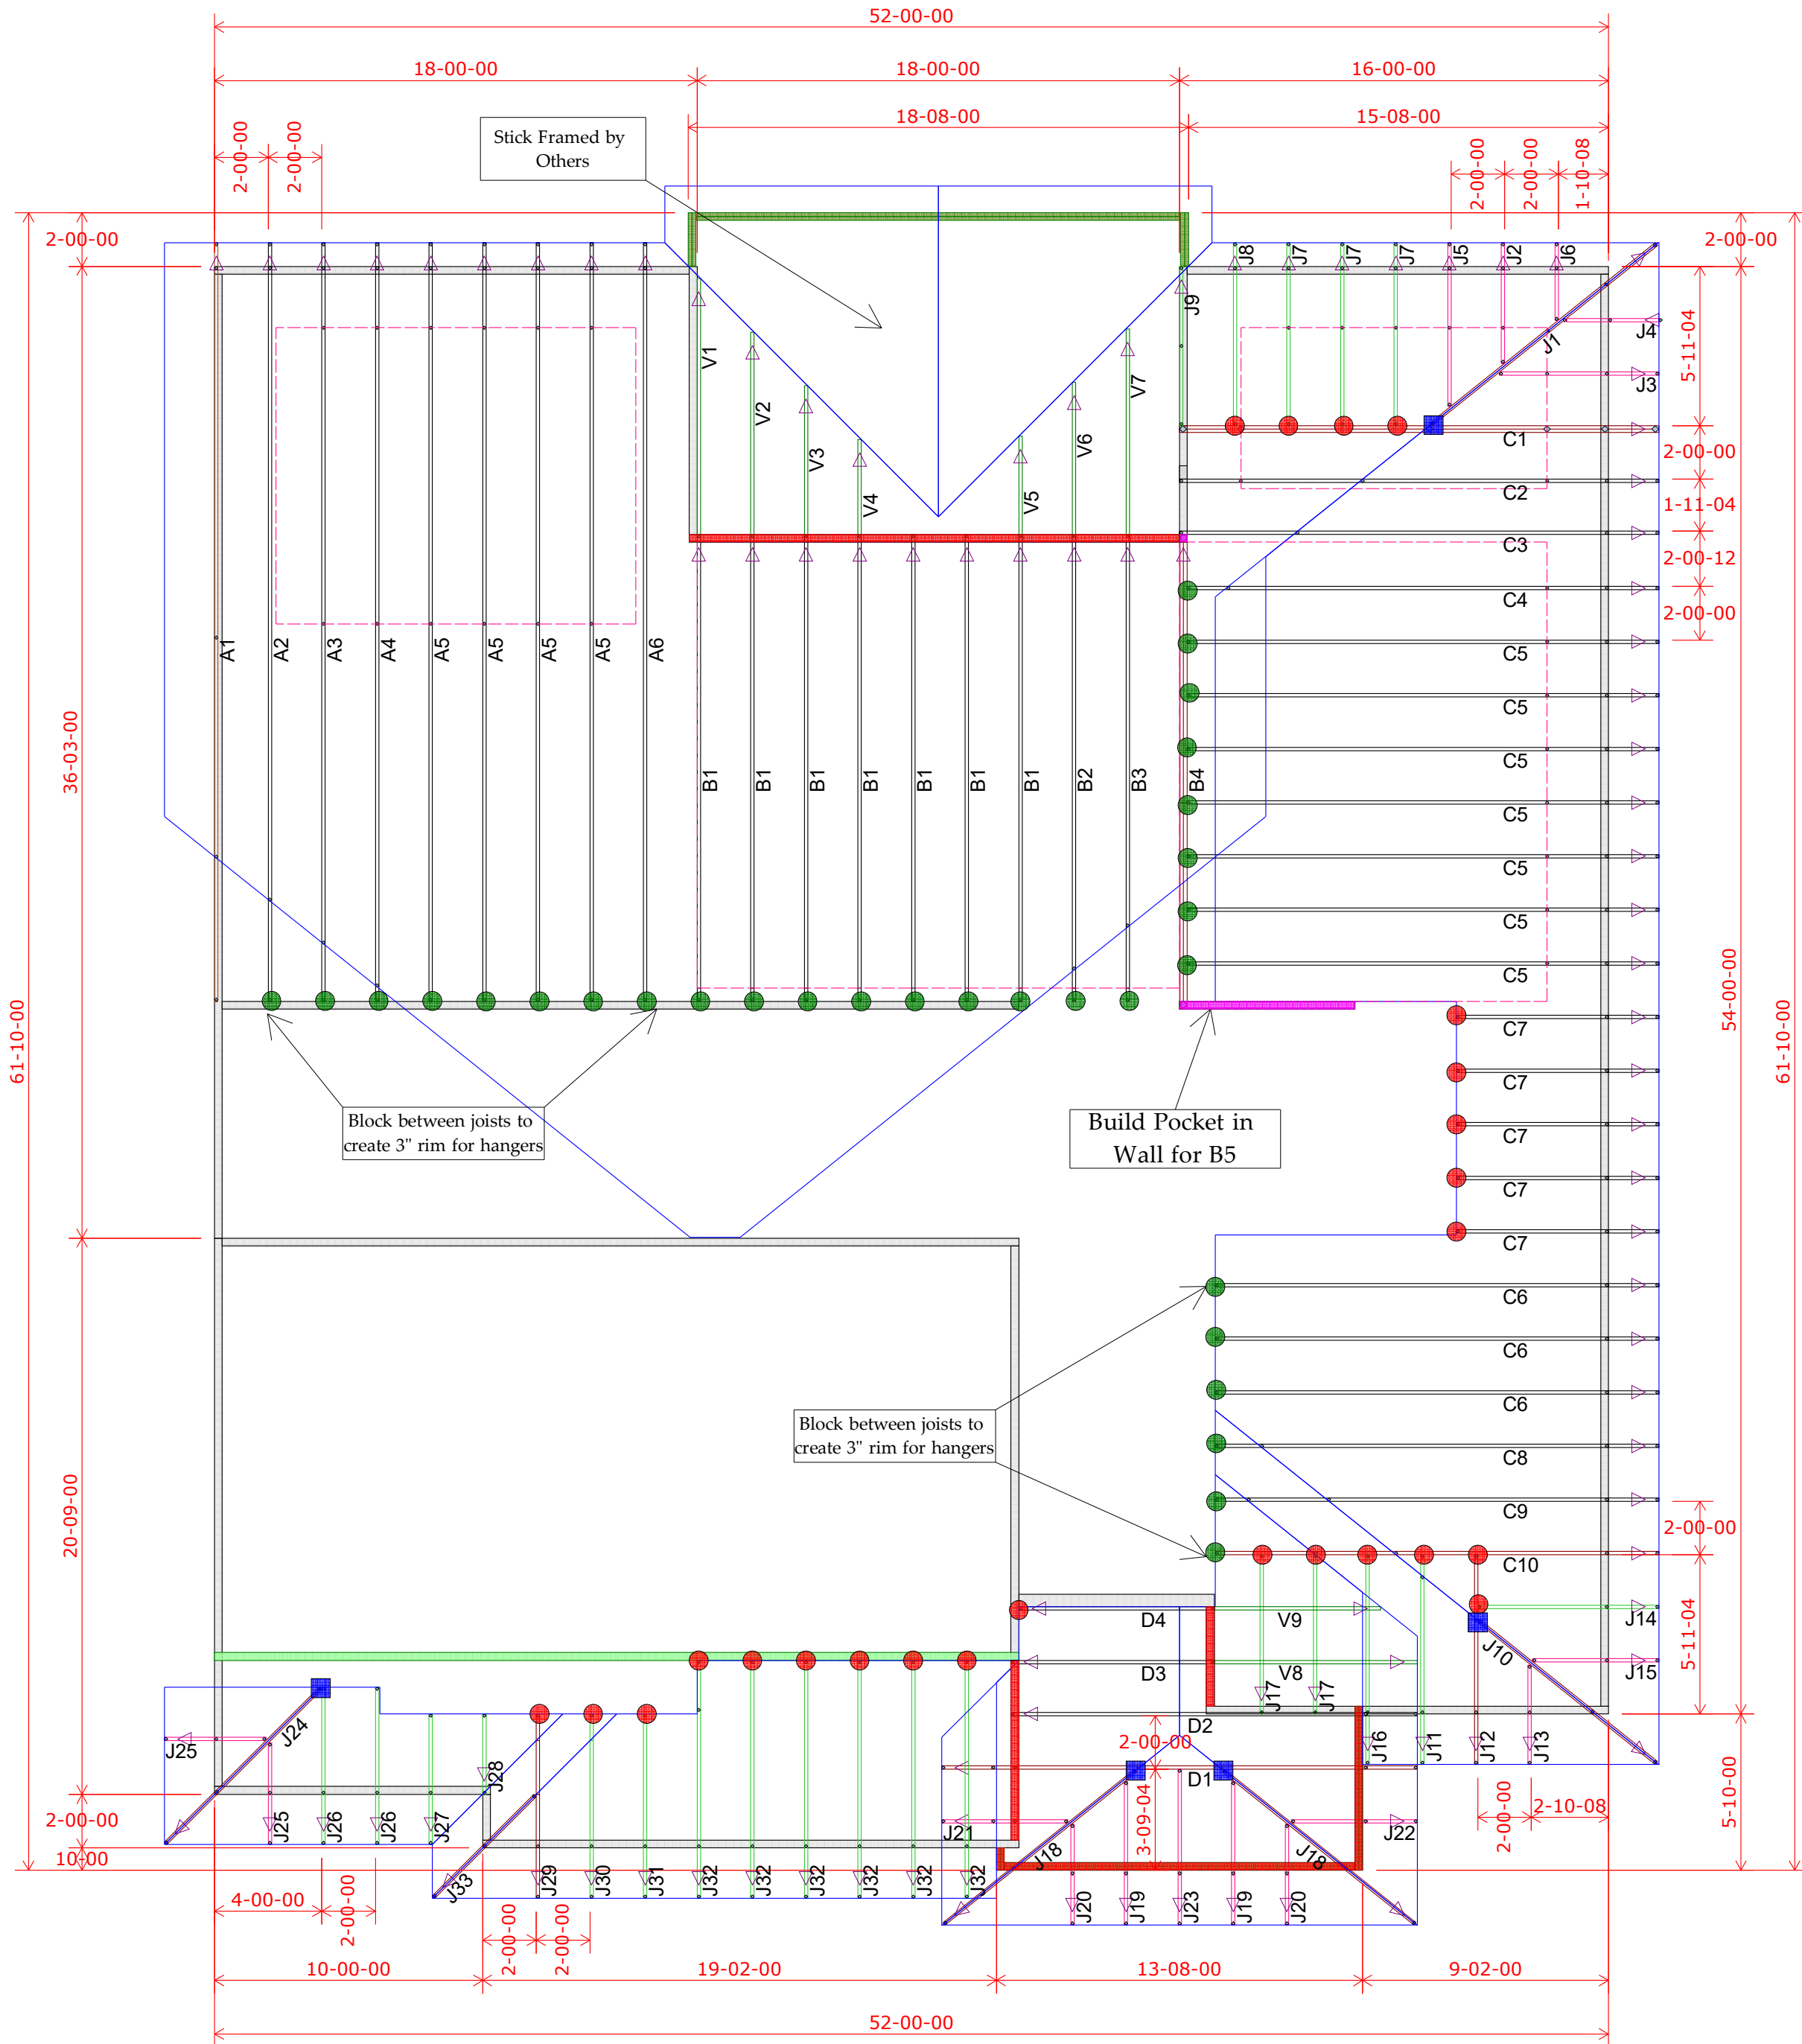 52-00-00
18-00-00
18-00-00
16-00-00
18-08-00
15-08-00
Stick Framed by
Others
2-00-00
2-00-00
2-00-00
2-00-00
1-10-08
2-00-00
2-00-00
J8
J7
J7
J7
J5
J2
J6
J9
J4
J1
J3
5-11-04
V1
V2
V3
V4
V5
V6
V7
C1
2-00-00
C2
1-11-04
C3
2-00-12
C4
2-00-00
A1
A2
A3
A4
A5
A5
A5
A5
A6
C5
C5
C5
C5
C5
C5
C5
36-03-00
B1
B1
B1
B1
B1
B1
B1
B2
B3
B4
61-10-00
54-00-00
61-10-00
C7
C7
C7
C7
C7
Block between joists to
create 3" rim for hangers
Build Pocket in
Wall for B5
C6
C6
C6
C8
C9
C10
Block between joists to
create 3" rim for hangers
20-09-00
2-00-00
5-11-04
D4
V9
J14
D3
V8
J10
J15
J17
J17
D2
2-00-00
D1
J16
J11
J12
J13
J24
J25
J28
J25
J26
J26
J27
2-00-00
10-00
J33
J29
J30
J31
J32
J32
J32
J32
J32
J32
J21
J18
3-09-04
J18
J22
J20
J19
J23
J19
J20
2-00-00
2-10-08
5-10-00
4-00-00
2-00-00
2-00-00
2-00-00
10-00-00
19-02-00
13-08-00
9-02-00
52-00-00